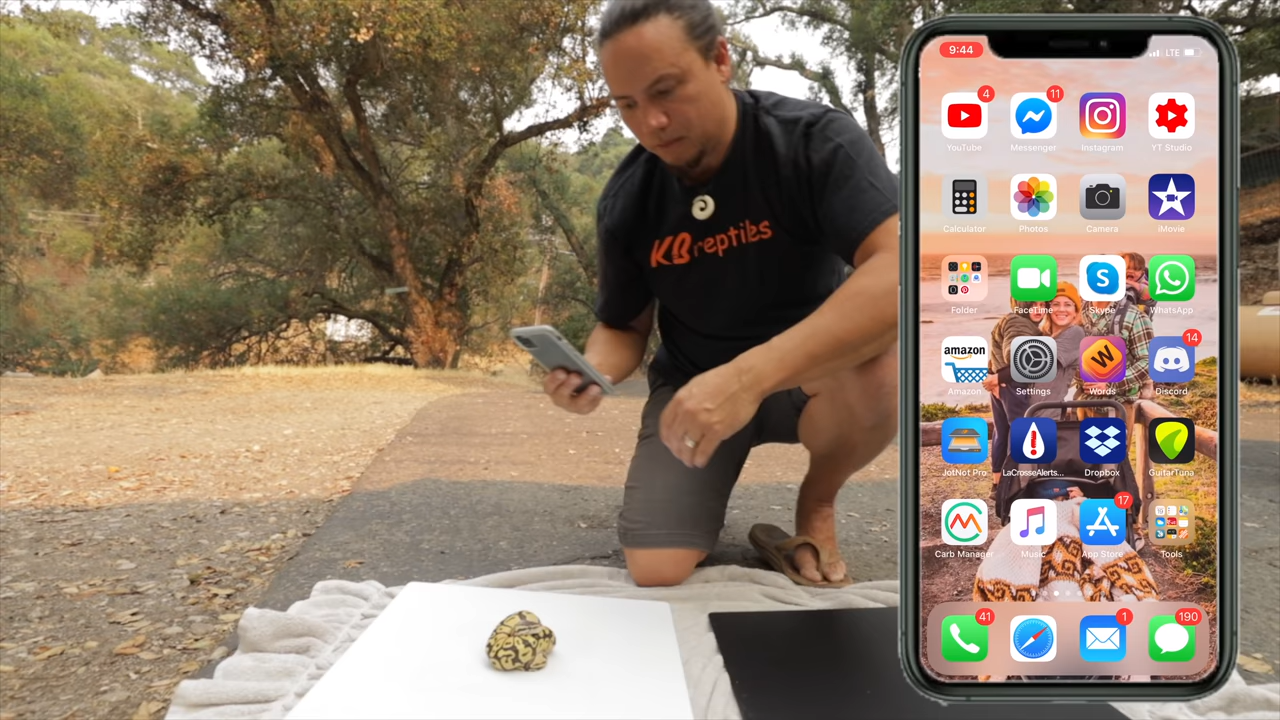 KB reptiles
9:44
LTE
4
11
YouTube
Messenger
Instagram
YT Studio
Calculator
Photos
Camera
iMovie
Folder
FaceTime
Skype
WhatsApp
amazon
14
Amazon
Settings
W
Words
Discord
JotNot Pro
LaCrosseAlerts...
Dropbox
GuitarTuna
17
Carb Manager
Music
App Store
Tools
41
1
190